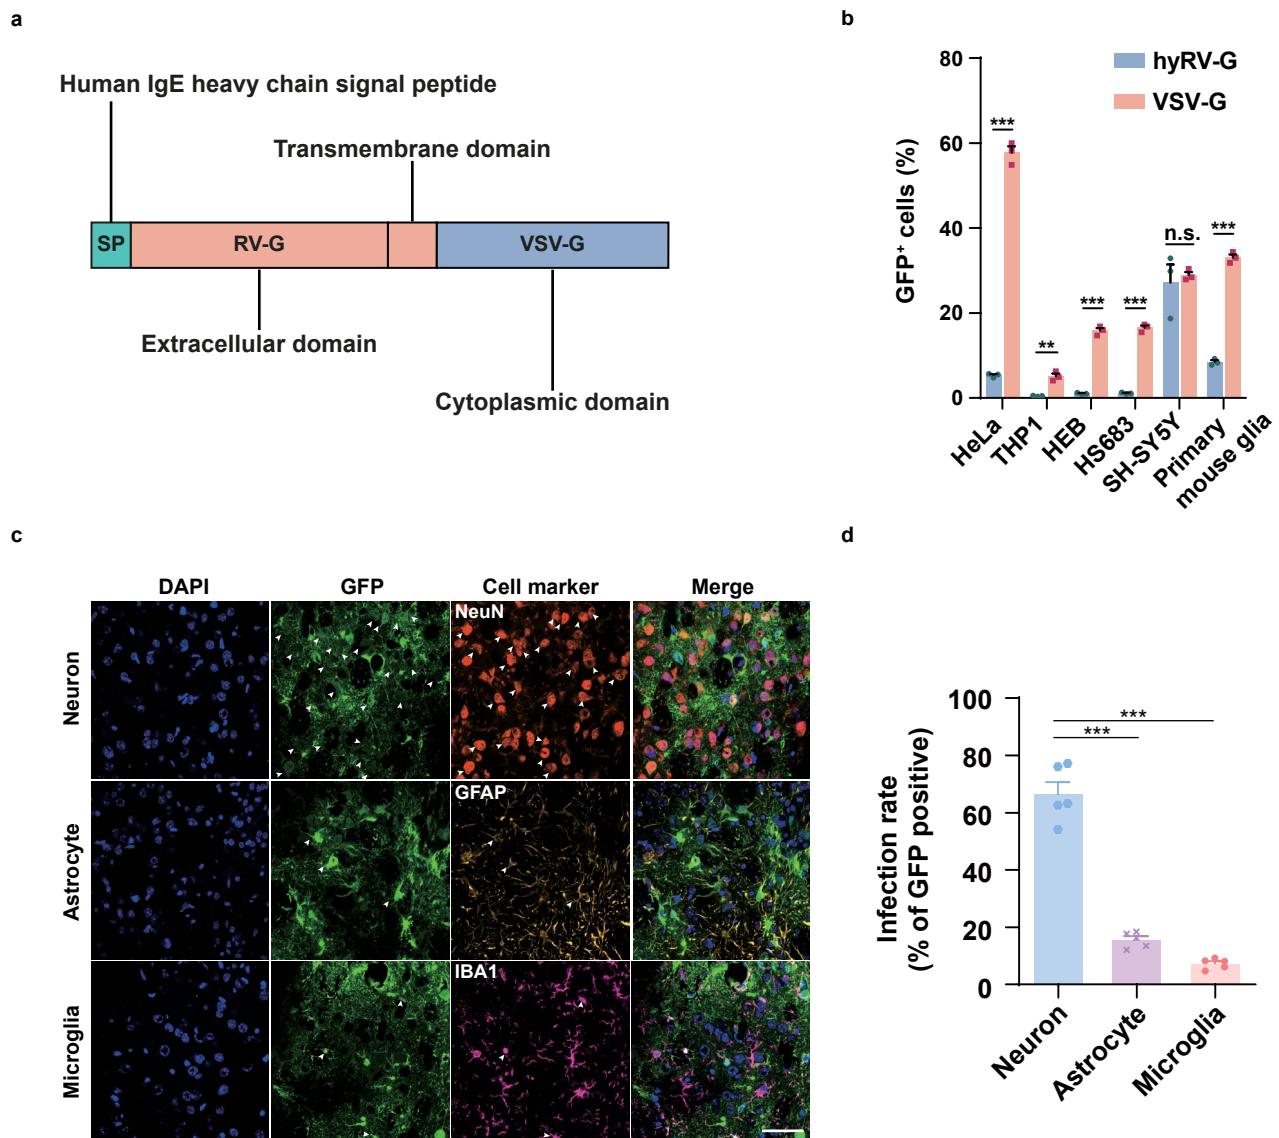 a
Human IgE heavy chain signal peptide
Transmembrane domain
SP
RV-G
VSV-G
Extracellular domain
Cytoplasmic domain
b
hyRV-G
VSV-G
GFP⁺ cells (%)
80
60
40
20
0
***
**
***
***
n.s.
***
HeLa
THP1
HEB
HS683
SH-SY5Y
Primary
mouse glia
c
DAPI
GFP
Cell marker
Merge
Neuron
NeuN
Astrocyte
GFAP
Microglia
IBA1
d
Infection rate
(% of GFP positive)
100
80
60
40
20
0
***
***
Neuron
Astrocyte
Microglia